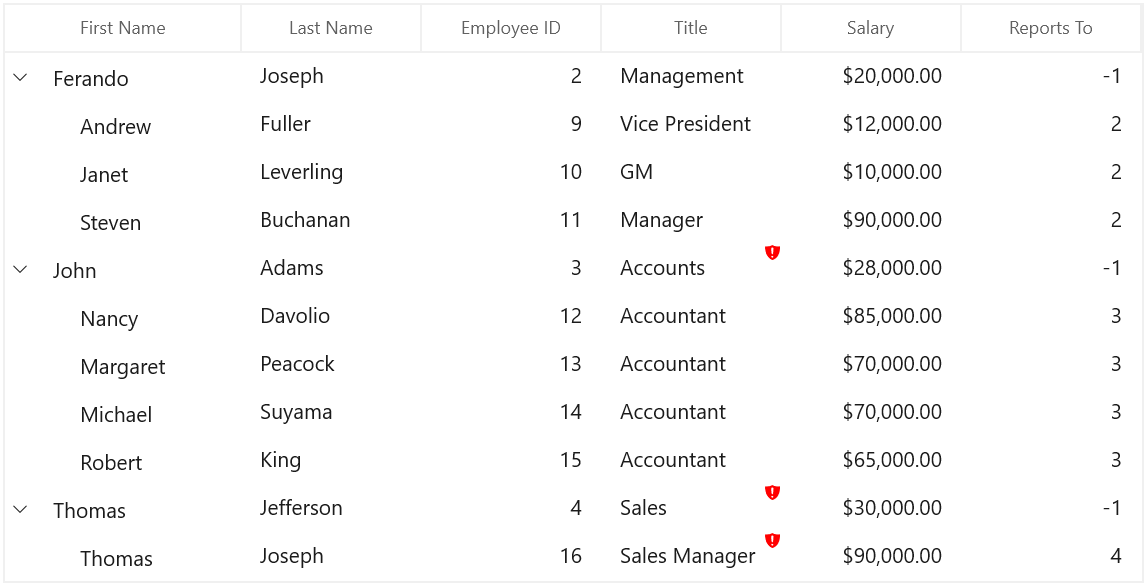 First Name Last Name Employee ID Title Salary Reports To
Ferando Joseph 2 Management $20,000.00 -1
Andrew Fuller 9 Vice President $12,000.00 2
Janet Leverling 10 GM $10,000.00 2
Steven Buchanan 11 Manager $90,000.00 2
John Adams 3 Accounts $28,000.00 -1
Nancy Davolio 12 Accountant $85,000.00 3
Margaret Peacock 13 Accountant $70,000.00 3
Michael Suyama 14 Accountant $70,000.00 3
Robert King 15 Accountant $65,000.00 3
Thomas Jefferson 4 Sales $30,000.00 -1
Thomas Joseph 16 Sales Manager $90,000.00 4